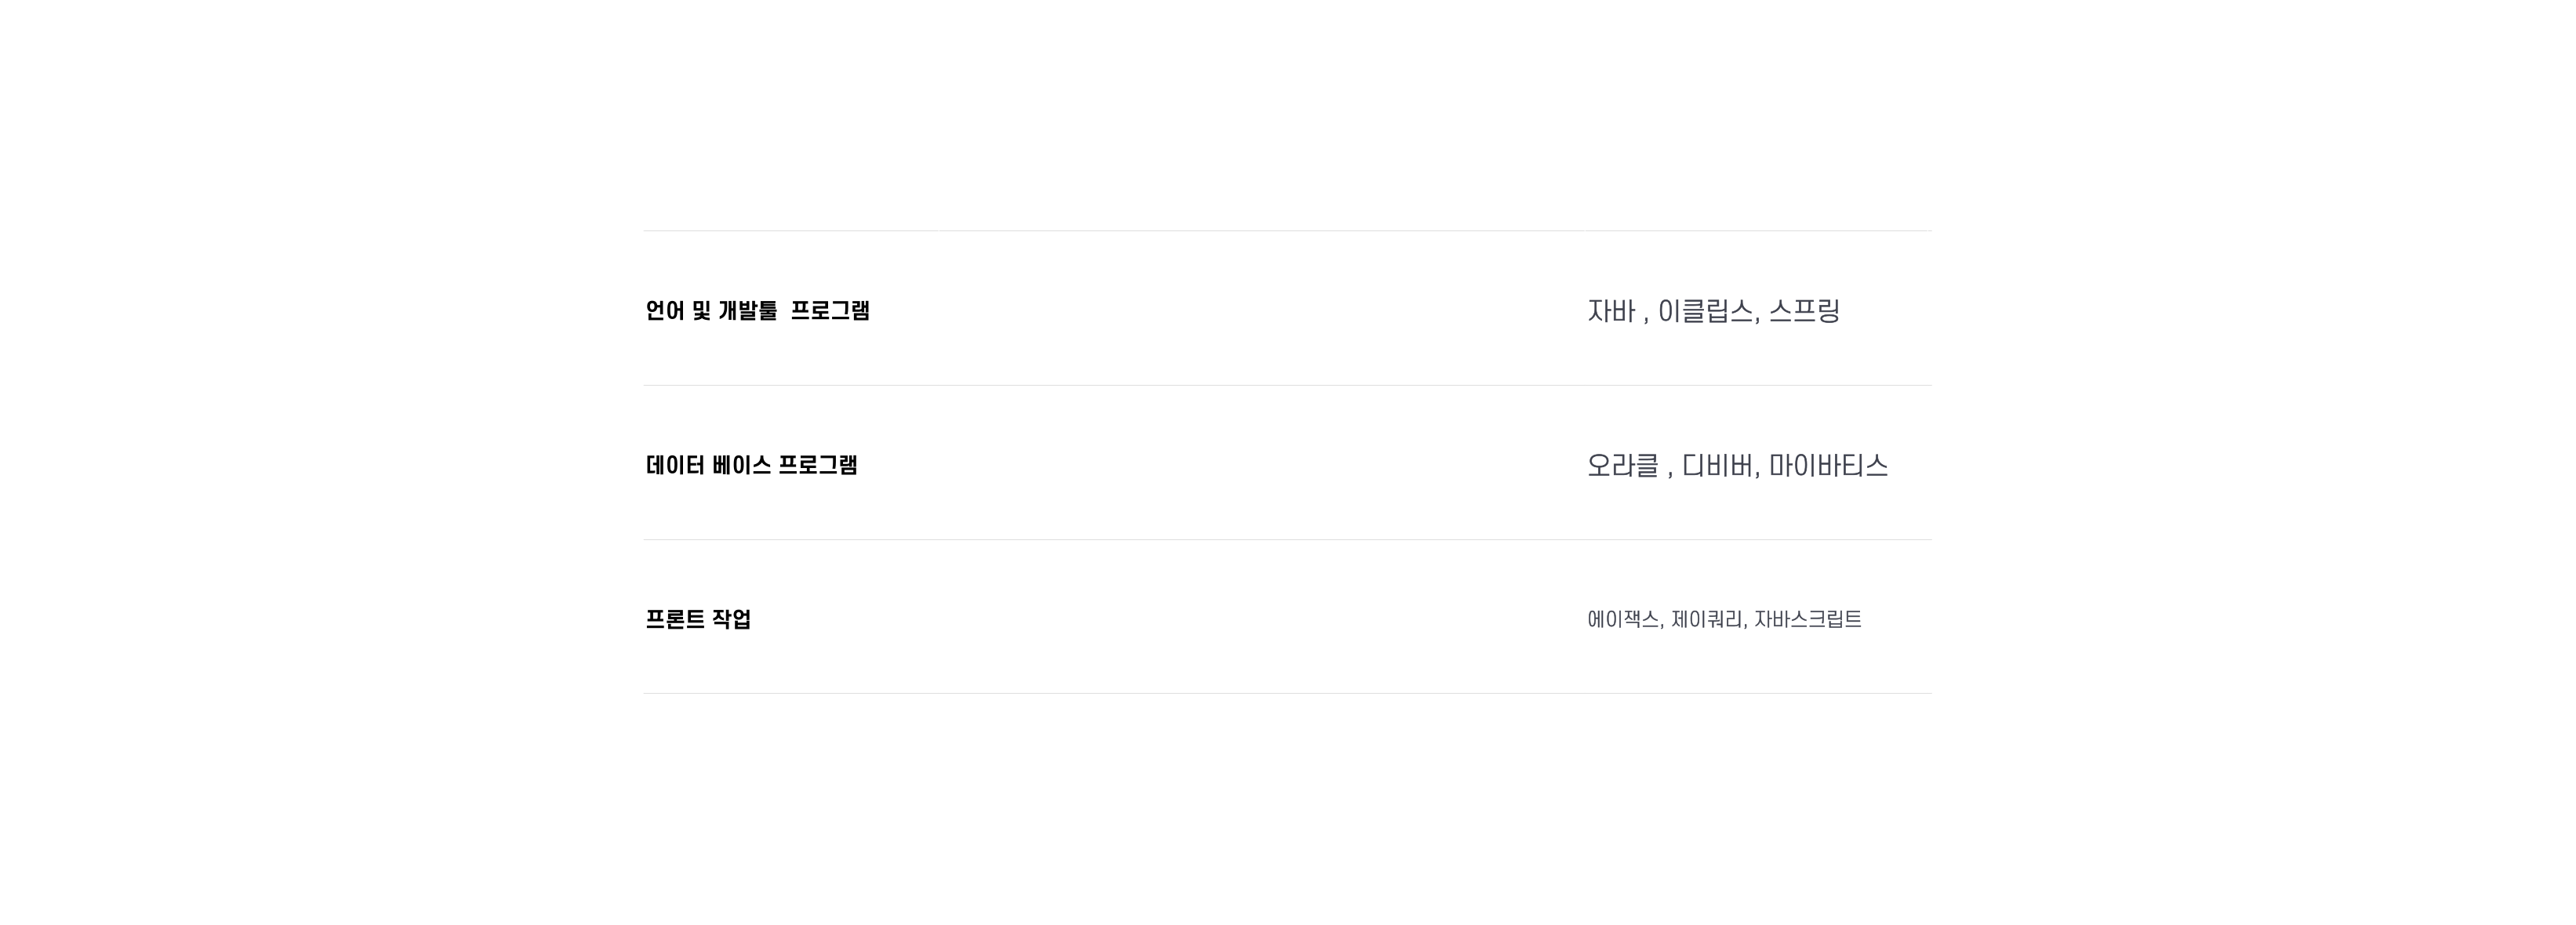 언어 및 개발툴  프로그램
자바 , 이클립스, 스프링
데이터 베이스 프로그램
오라클 , 디비버, 마이바티스
프론트 작업
에이잭스, 제이쿼리, 자바스크립트